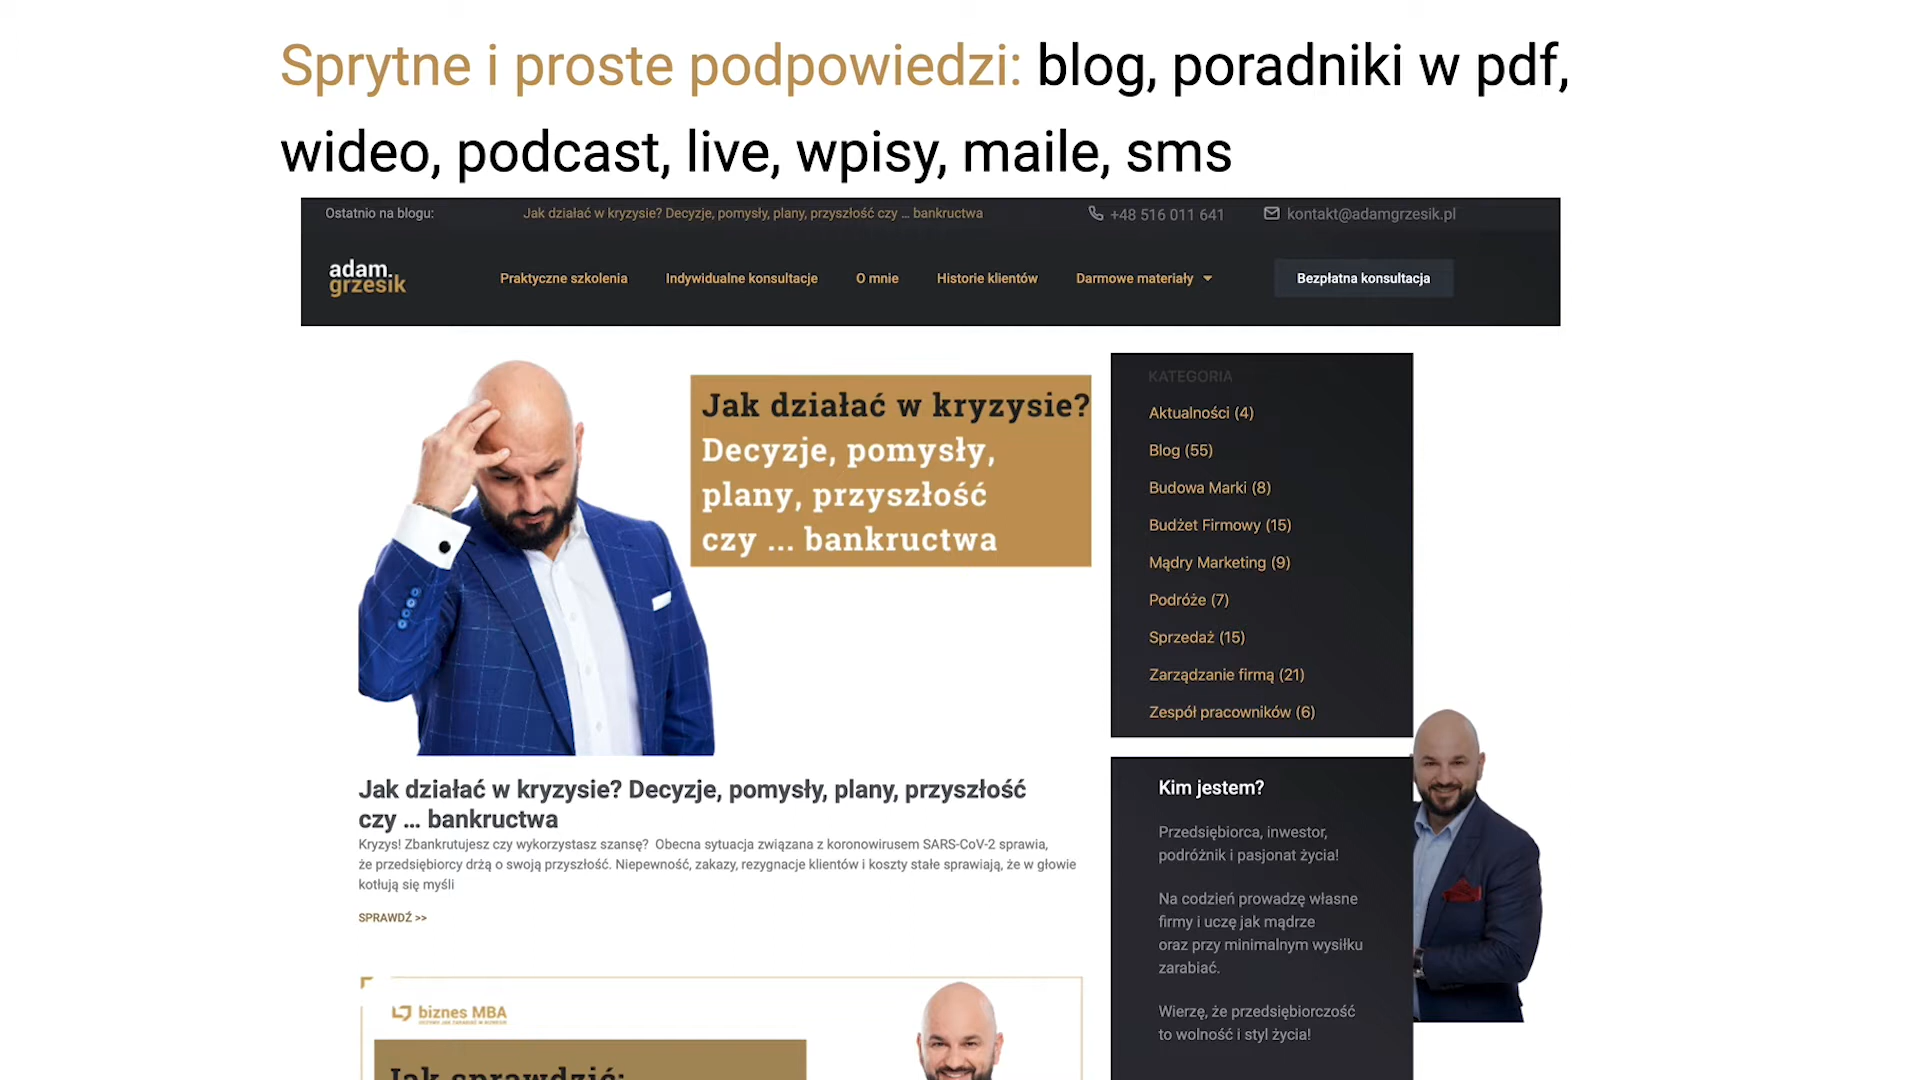 Sprytne i proste podpowiedzi: blog, poradniki w pdf,
wideo, podcast, live, wpisy, maile, sms
Ostatnio na blogu:
Jak działać w kryzysie? Decyzje, pomysły, plany, przyszłość czy ... bankructwa
+48 516 011 641
kontakt@adamgrzesik.pl
adam.
grzesik
Praktyczne szkolenia
Indywidualne konsultacje
O mnie
Historie klientów
Darmowe materiały
Bezpłatna konsultacja
Jak działać w kryzysie?
Decyzje, pomysły,
plany, przyszłość
czy ... bankructwa
Jak działać w kryzysie? Decyzje, pomysły, plany, przyszłość
czy ... bankructwa
Kryzys! Zbankrutujesz czy wykorzystasz szansę? Obecna sytuacja związana z koronowirusem SARS-CoV-2 sprawia,
że przedsiębiorcy drżą o swoją przyszłość. Niepewność, zakazy, rezygnacje klientów i koszty stałe sprawiają, że w głowie
kotłują się myśli
SPRAWDŹ >>
biznes MBA
Jak sprawdzić:
KATEGORIA
Aktualności (4)
Blog (55)
Budowa Marki (8)
Budżet Firmowy (15)
Mądry Marketing (9)
Podróże (7)
Sprzedaż (15)
Zarządzanie firmą (21)
Zespół pracowników (6)
Kim jestem?
Przedsiębiorca, inwestor,
podróżnik i pasjonat życia!
Na codzień prowadzę własne
firmy i uczę jak mądrze
oraz przy minimalnym wysiłku
zarabiać.
Wierzę, że przedsiębiorczość
to wolność i styl życia!